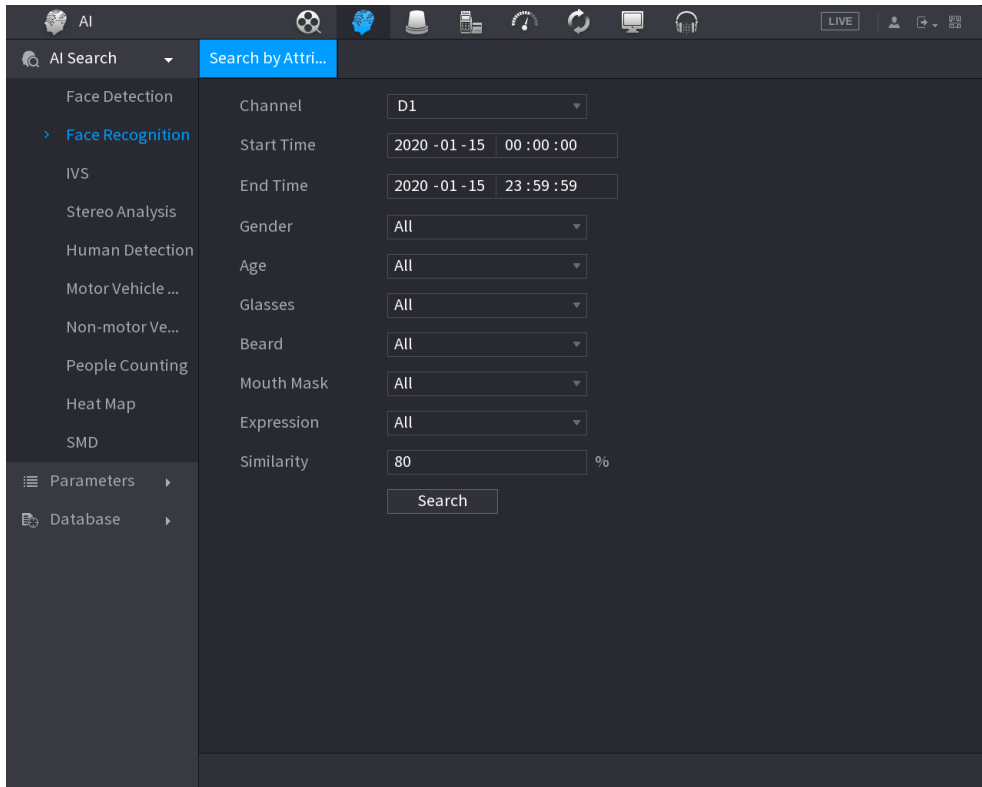 AI
LIVE
AI Search
Search by Attri...
Face Detection
> Face Recognition
IVS
Stereo Analysis
Human Detection
Motor Vehicle ...
Non-motor Ve...
People Counting
Heat Map
SMD
Parameters
Database
Channel D1
Start Time 2020 -01 -15 00 :00 :00
End Time 2020 -01 -15 23 :59 :59
Gender All
Age All
Glasses All
Beard All
Mouth Mask All
Expression All
Similarity 80 %
Search